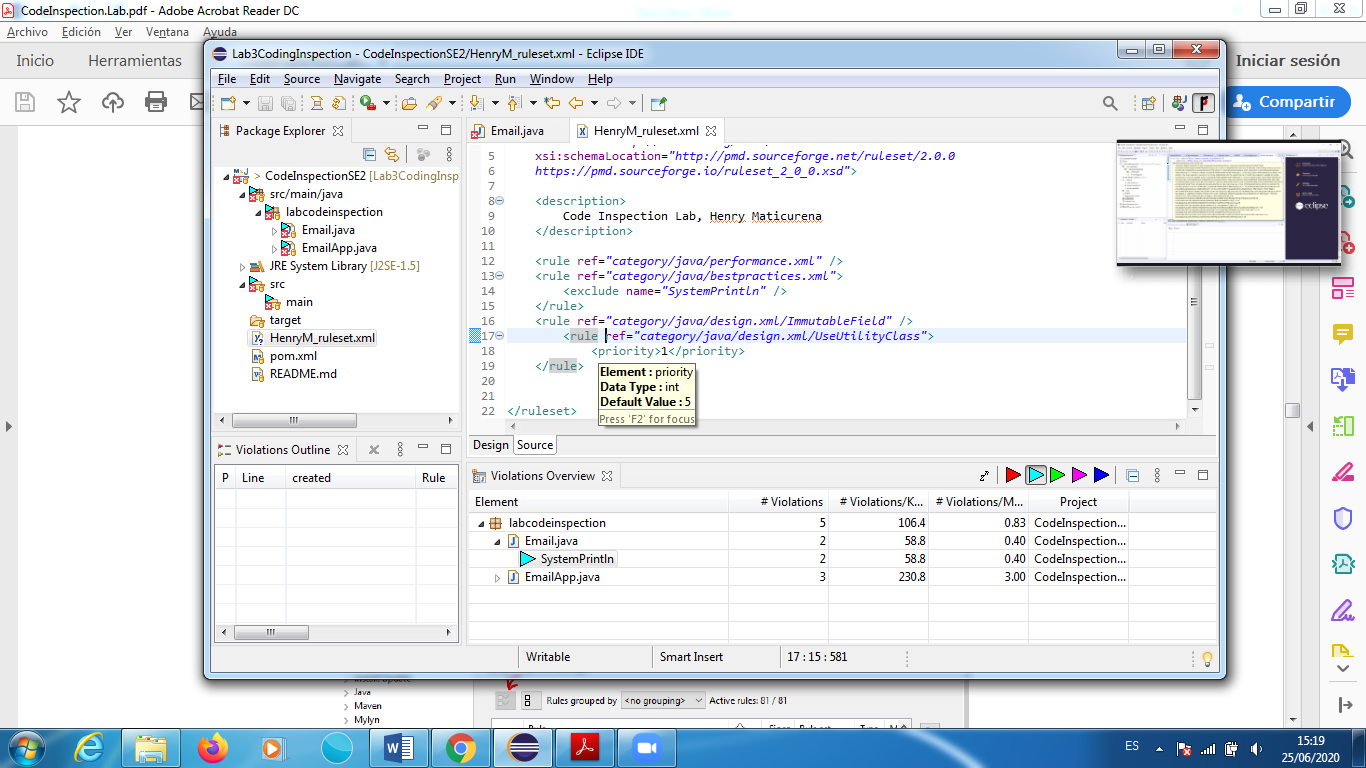 CodeInspection.Lab.pdf - Adobe Acrobat Reader DC
Archivo Edición Ver Ventana Ayuda
Inicio Herramientas
Iniciar sesión
Compartir
Lab3CodingInspection - CodeInspectionSE2/HenryM_ruleset.xml - Eclipse IDE
File Edit Source Navigate Search Project Run Window Help
Package Explorer
> CodeInspectionSE2 [Lab3CodingInsp
src/main/java
labcodeinspection
Email.java
EmailApp.java
JRE System Library [J2SE-1.5]
src
main
target
HenryM_ruleset.xml
pom.xml
README.md
Email.java HenryM_ruleset.xml
5 xsi:schemaLocation="http://pmd.sourceforge.net/ruleset/2.0.0
6 https://pmd.sourceforge.io/ruleset_2_0_0.xsd">
7
8 <description>
9 Code Inspection Lab, Henry Maticurena
10 </description>
11
12 <rule ref="category/java/performance.xml" />
13 <rule ref="category/java/bestpractices.xml">
14 <exclude name="SystemPrintln" />
15 </rule>
16 <rule ref="category/java/design.xml/ImmutableField" />
17 <rule ref="category/java/design.xml/UseUtilityClass">
18 <priority>1</priority>
19 </rule>
20
21
22 </ruleset>
Element : priority
Data Type : int
Default Value : 5
Press 'F2' for focus
Design Source
Violations Outline
P Line created Rule
Violations Overview
Element # Violations # Violations/K... # Violations/M... Project
labcodeinspection 5 106.4 0.83 CodeInspection...
Email.java 2 58.8 0.40 CodeInspection...
SystemPrintln 2 58.8 0.40 CodeInspection...
EmailApp.java 3 230.8 3.00 CodeInspection...
Writable Smart Insert 17 : 15 : 581
eclipse
Java
Maven
Mylyn
Rules grouped by <no grouping> Active rules: 81 / 81
ES
15:19
25/06/2020